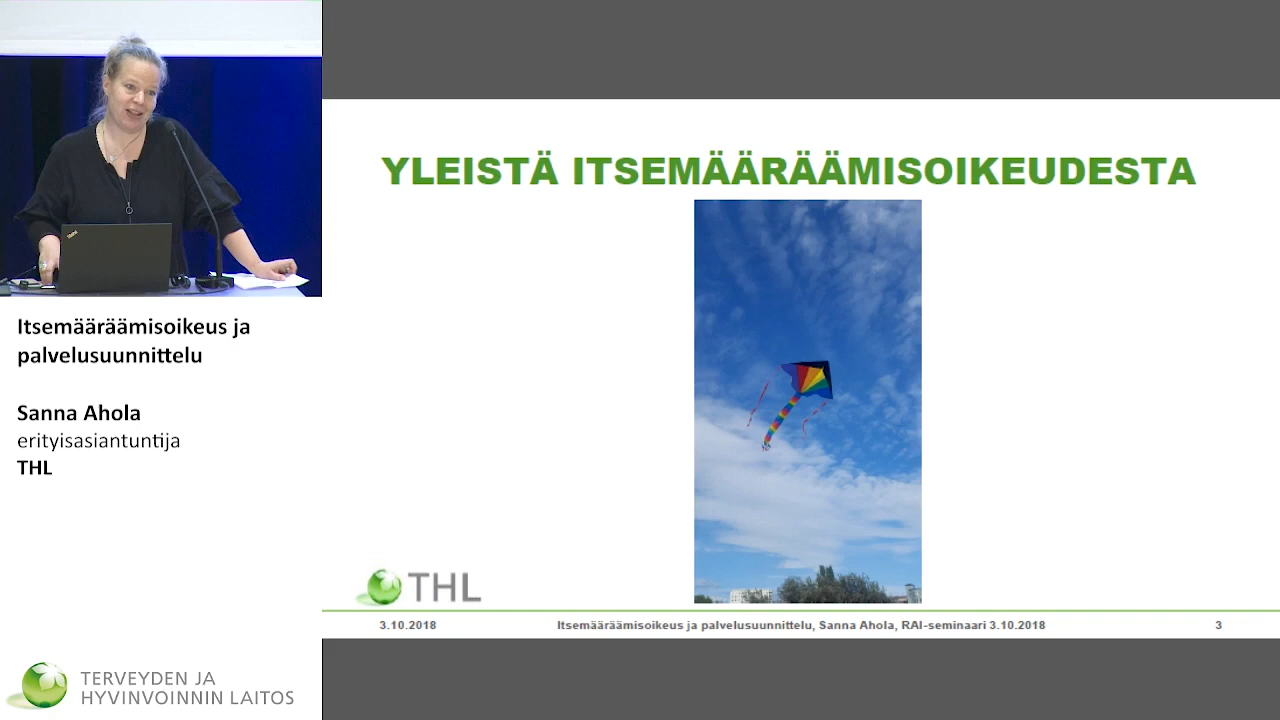 Itsemääräämisoikeus ja
palvelusuunnittelu
Sanna Ahola
erityisasiantuntija
THL
TERVEYDEN JA
HYVINVOINNIN LAITOS
YLEISTÄ ITSEMÄÄRÄÄMISOIKEUDESTA
THL
3.10.2018
Itsemääräämisoikeus ja palvelusuunnittelu, Sanna Ahola, RAI-seminaari 3.10.2018
3